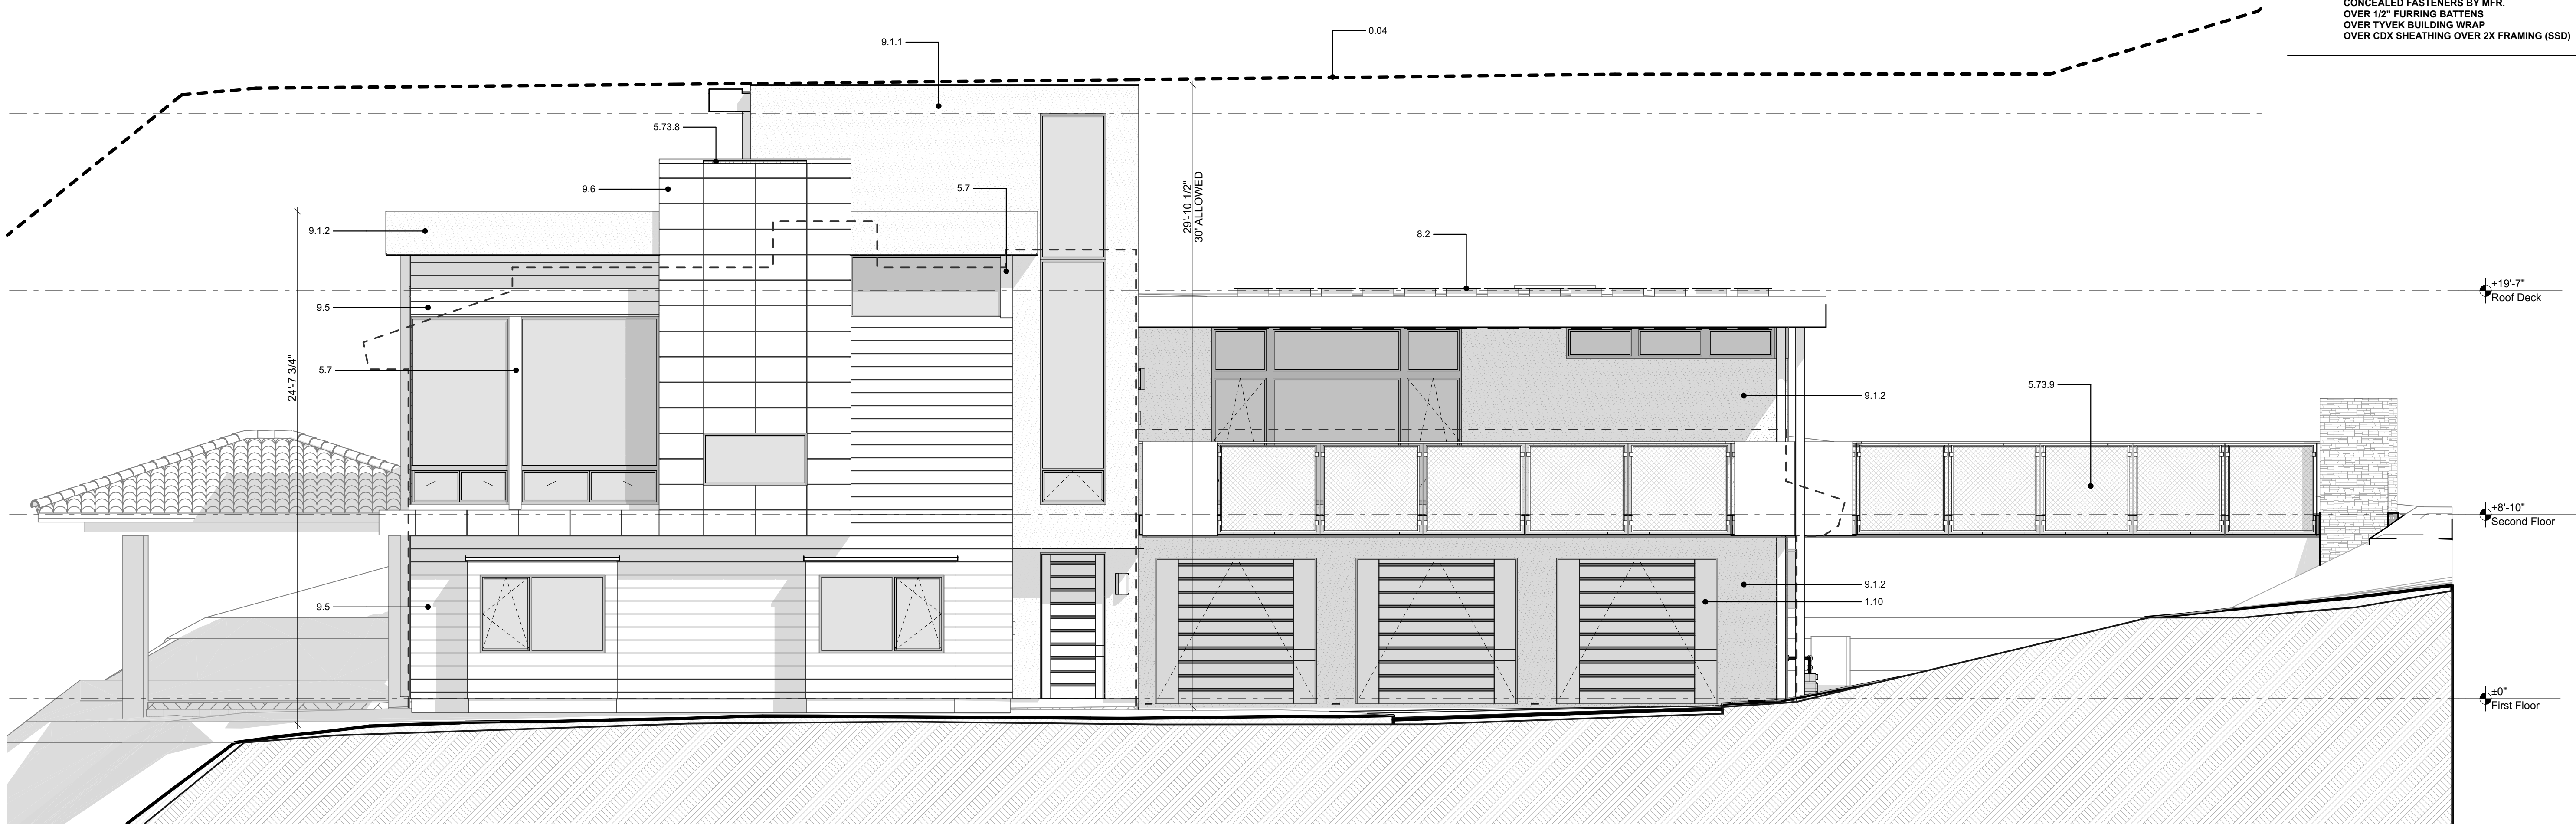 CONCEALED FASTENERS BY MFR.
OVER 1/2" FURRING BATTENS
OVER TYVEK BUILDING WRAP
OVER CDX SHEATHING OVER 2X FRAMING (SSD)
0.04
9.1.1
5.73.8
9.6
5.7
9.1.2
29'-10 1/2"
30' ALLOWED
8.2
+19'-7"
Roof Deck
9.5
24'-7 3/4"
5.7
5.73.9
9.1.2
+8'-10"
Second Floor
9.1.2
1.10
9.5
±0"
First Floor